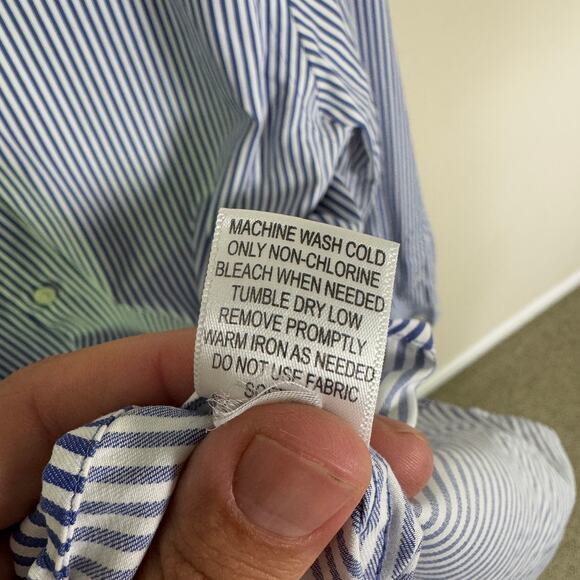 MACHINE WASH COLD
ONLY NON-CHLORINE
BLEACH WHEN NEEDED
TUMBLE DRY LOW
REMOVE PROMPTLY
WARM IRON AS NEEDED
DO NOT USE FABRIC